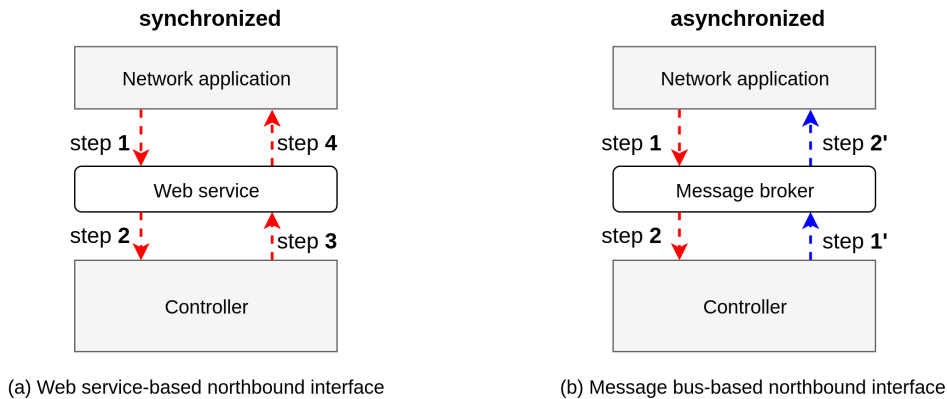 synchronized
Network application
step 1
step 4
Web service
step 2
step 3
Controller
(a) Web service-based northbound interface
asynchronized
Network application
step 1
step 2'
Message broker
step 2
step 1'
Controller
(b) Message bus-based northbound interface